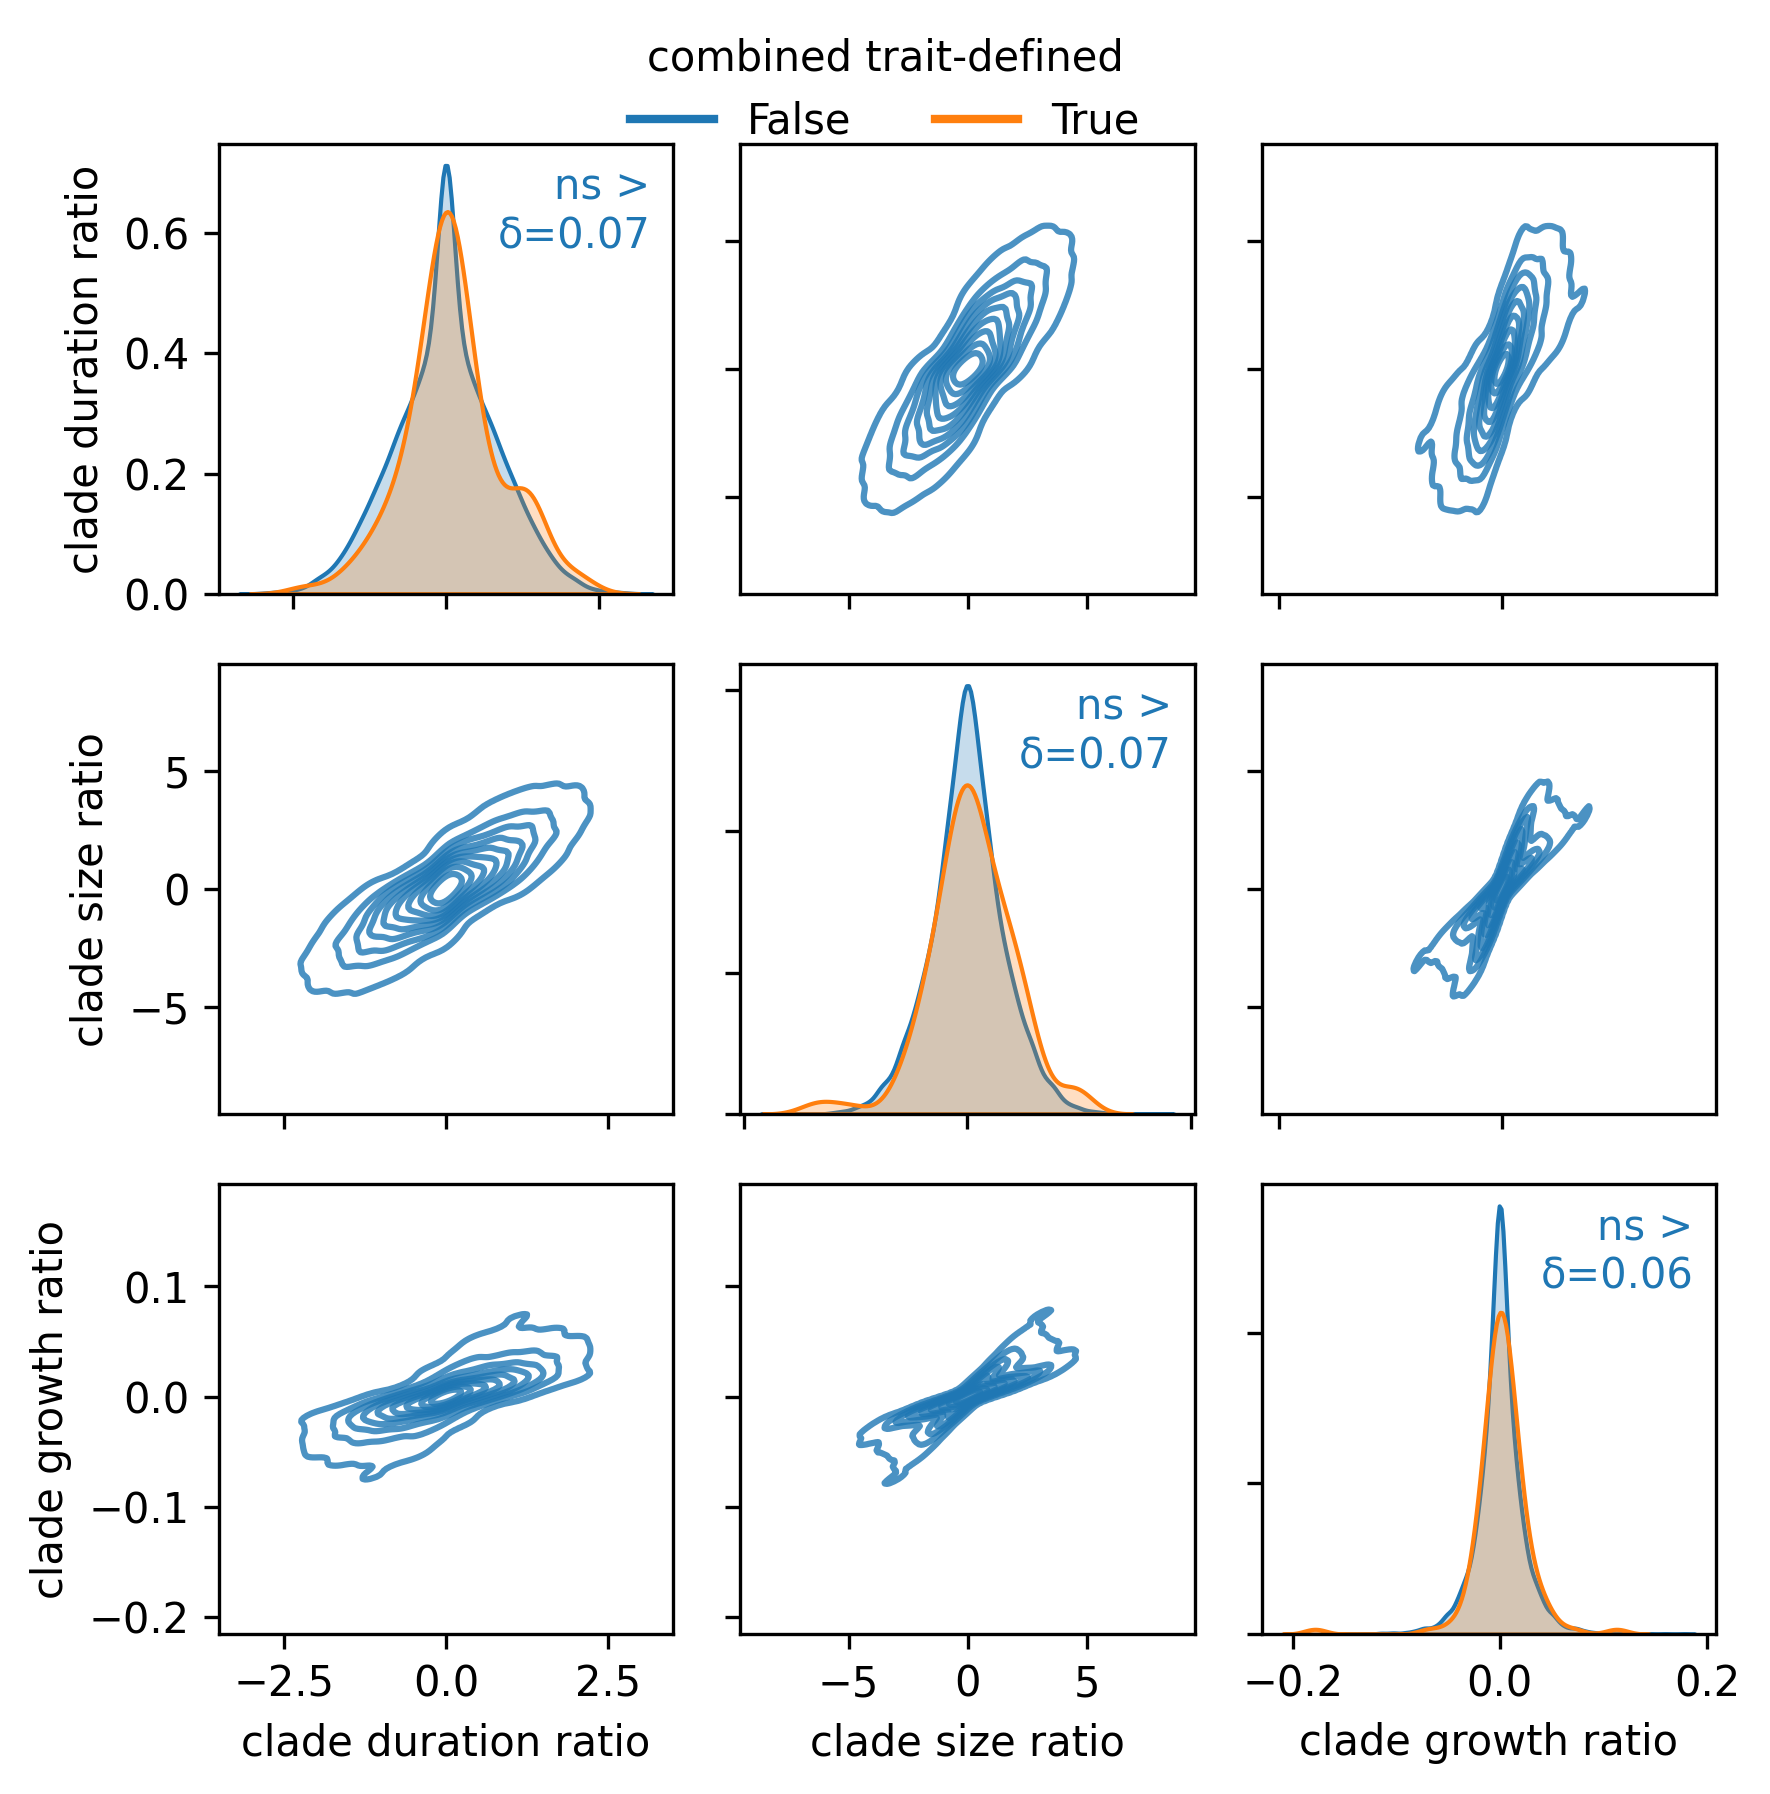 combined trait-defined
False True
clade duration ratio
0.6
0.4
0.2
0.0
ns >
δ=0.07
clade size ratio
5
0
−5
ns >
δ=0.07
clade growth ratio
0.1
0.0
−0.1
−0.2
ns >
δ=0.06
−2.5 0.0 2.5
−5 0 5
−0.2 0.0 0.2
clade duration ratio
clade size ratio
clade growth ratio